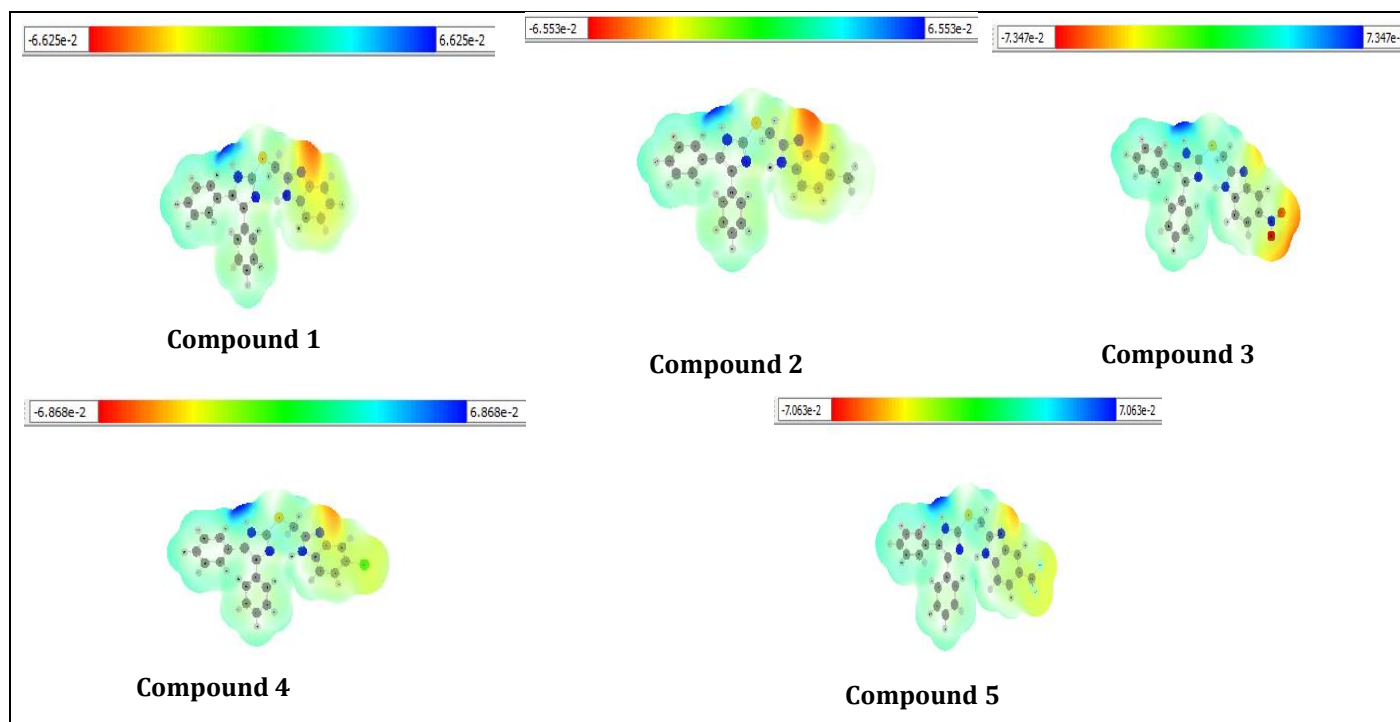 -6.625e-2 6.625e-2
-6.553e-2 6.553e-2
-7.347e-2 7.347e-
Compound 1
Compound 2
Compound 3
-6.868e-2 6.868e-2
-7.063e-2 7.063e-2
Compound 4
Compound 5